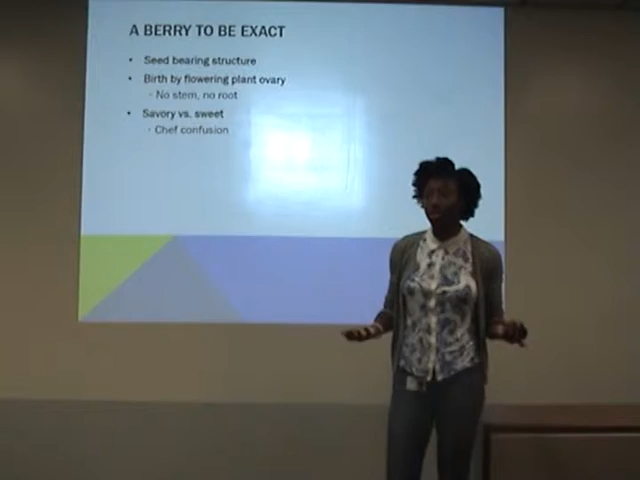 A BERRY TO BE EXACT
• Seed bearing structure
• Birth by flowering plant ovary
◦ No stem, no root
• Savory vs. sweet
◦ Chef confusion